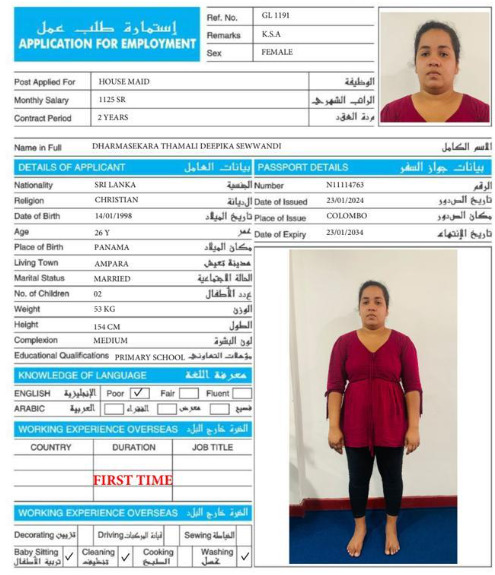 إستمارة طلب عمل
APPLICATION FOR EMPLOYMENT
Ref. No. GL 1191
Remarks K.S.A
Sex FEMALE
Post Applied For HOUSE MAID الوظيفة
Monthly Salary 1125 SR الراتب الشهري
Contract Period 2 YEARS مدة العقد
Name in Full DHARMASEKARA THAMALI DEEPIKA SEWWANDI الاسم الكامل
DETAILS OF APPLICANT بيانات العامل
Nationality SRI LANKA الجنسية
Religion CHRISTIAN الديانة
Date of Birth 14/01/1998 تاريخ الميلاد
Age 26 Y عمر
Place of Birth PANAMA مكان الميلاد
Living Town AMPARA مدينة تعيش
Marital Status MARRIED الحالة الاجتماعية
No. of Children 02 عدد الأطفال
Weight 53 KG الوزن
Height 154 CM الطول
Complexion MEDIUM لون البشرة
Educational Qualifications PRIMARY SCHOOL مؤهلات
PASSPORT DETAILS بيانات جواز السفر
Number N11114763 الرقم
Date of Issued 23/01/2024 تاريخ الصدور
Place of Issue COLOMBO مكان الصدور
Date of Expiry 23/01/2034 تاريخ الإنتهاء
KNOWLEDGE OF LANGUAGE معرفة اللغة
ENGLISH الإنجليزية Poor ✓ Fair Fluent
ARABIC العربية
WORKING EXPERIENCE OVERSEAS الخبرة خارج البلد
COUNTRY DURATION JOB TITLE
FIRST TIME
WORKING EXPERIENCE OVERSEAS الخبرة خارج البلد
Decorating Driving Sewing الخياطة
Baby Sitting تربية الأطفال ✓ Cleaning تنظيف ✓ Cooking الطبخ Washing غسل ✓